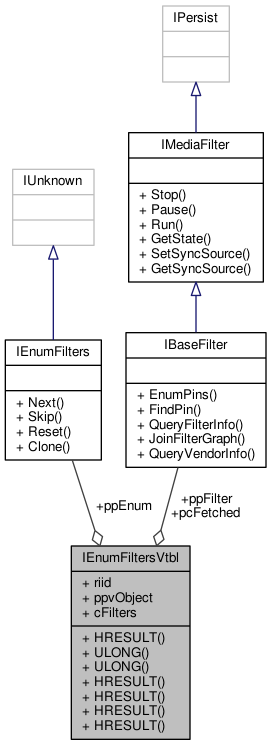 IPersist
IMediaFilter
+ Stop()
+ Pause()
+ Run()
+ GetState()
+ SetSyncSource()
+ GetSyncSource()
IUnknown
IEnumFilters
+ Next()
+ Skip()
+ Reset()
+ Clone()
IBaseFilter
+ EnumPins()
+ FindPin()
+ QueryFilterInfo()
+ JoinFilterGraph()
+ QueryVendorInfo()
+ppEnum
+ppFilter
+pcFetched
IEnumFiltersVtbl
+ riid
+ ppvObject
+ cFilters
+ HRESULT()
+ ULONG()
+ ULONG()
+ HRESULT()
+ HRESULT()
+ HRESULT()
+ HRESULT()